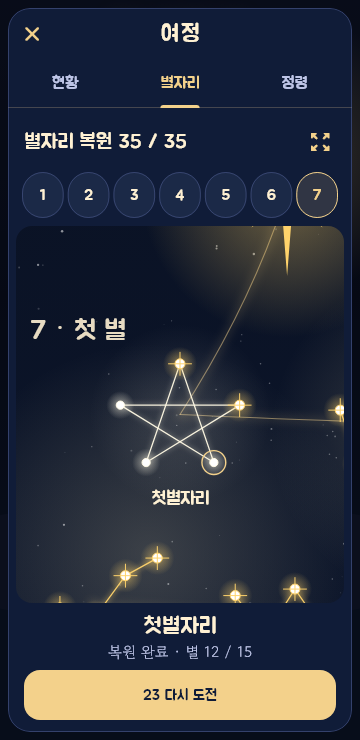 여정
현황 별자리 정령
별자리 복원 35 / 35
1 2 3 4 5 6 7
7 · 첫 별
첫별자리
첫별자리
복원 완료 · 별 12 / 15
23 다시 도전